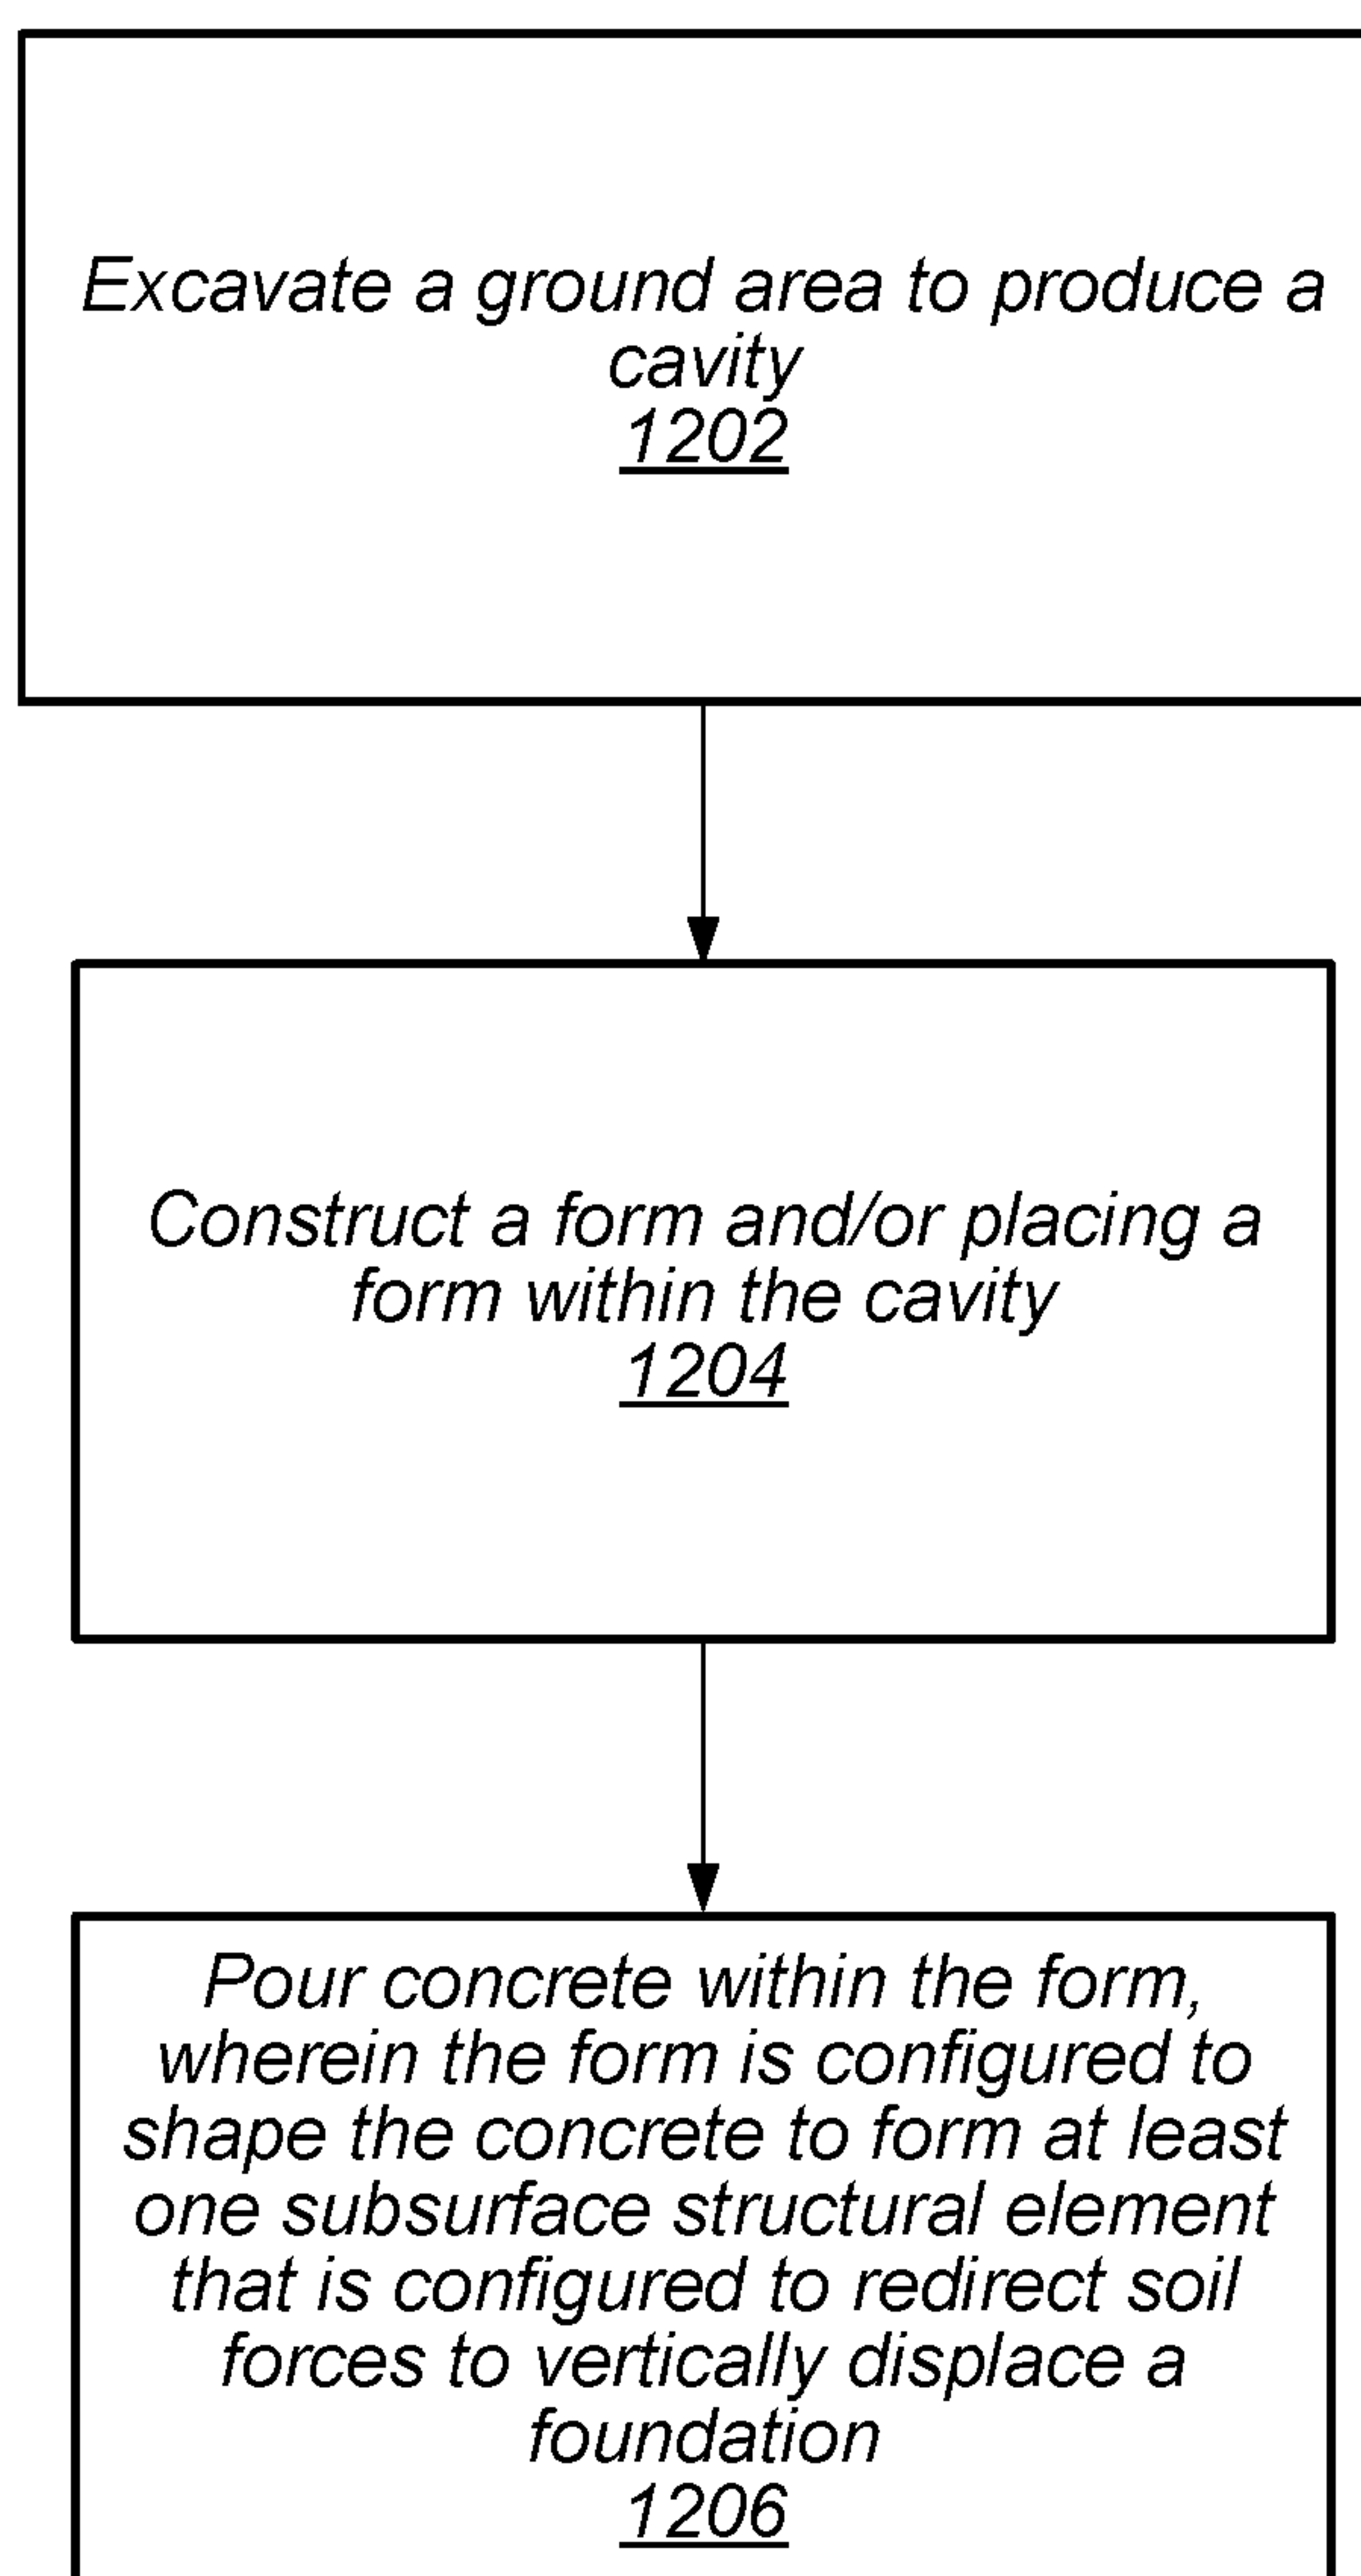 Excavate a ground area to produce a
cavity
1202
Construct a form and/or placing a
form within the cavity
1204
Pour concrete within the form,
wherein the form is configured to
shape the concrete to form at least
one subsurface structural element
that is configured to redirect soil
forces to vertically displace a
foundation
1206